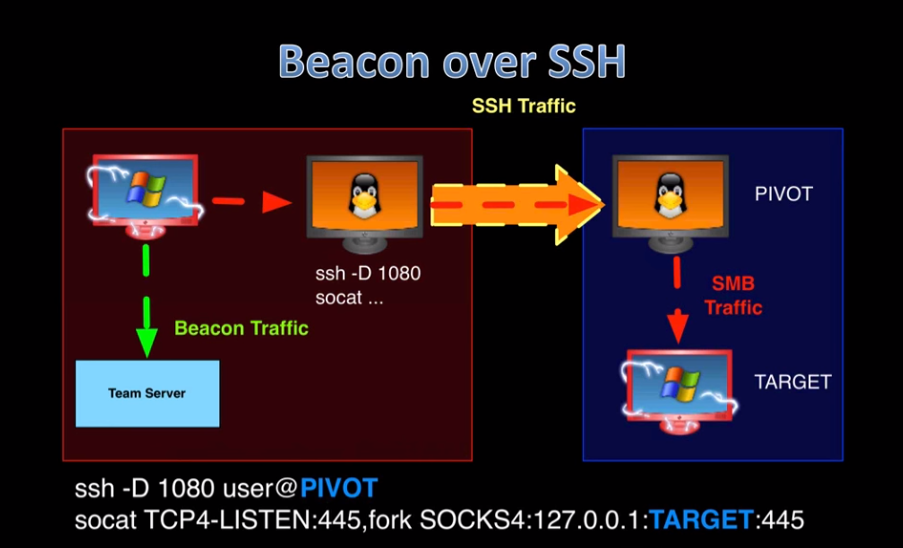 Beacon over SSH
SSH Traffic
PIVOT
ssh -D 1080
socat ...
SMB
Traffic
Beacon Traffic
Team Server
TARGET
ssh -D 1080 user@PIVOT
socat TCP4-LISTEN:445,fork SOCKS4:127.0.0.1:TARGET:445